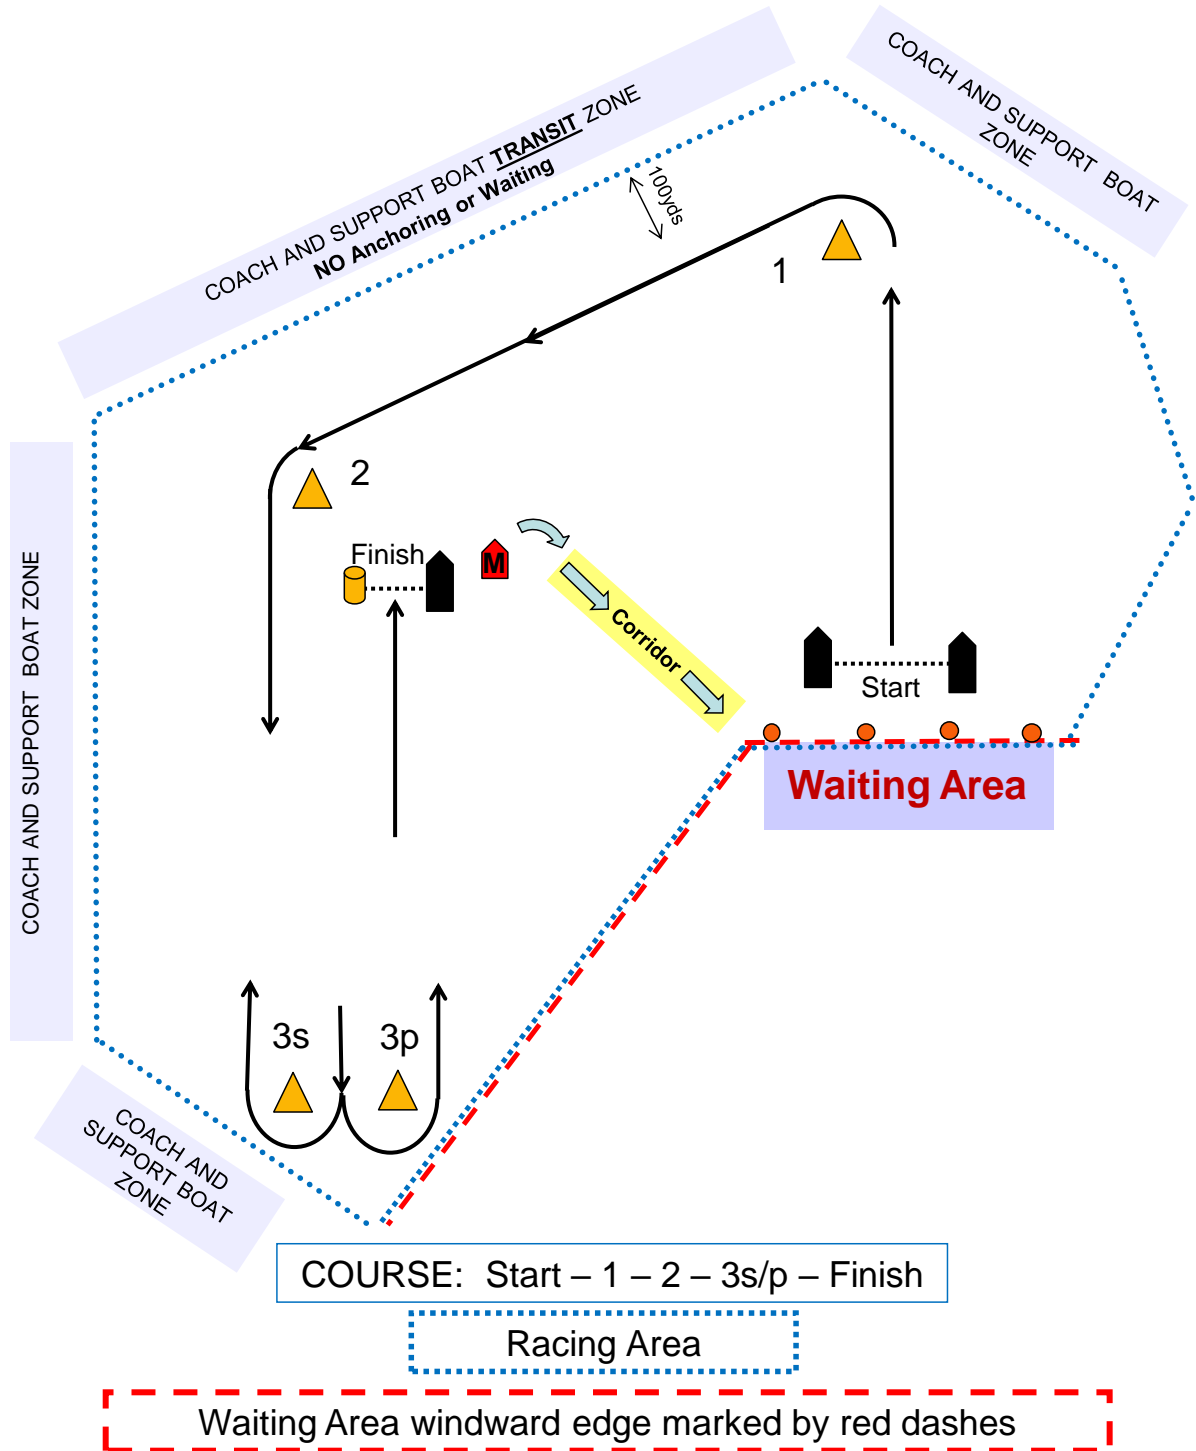 COACH AND SUPPORT BOAT
ZONE
COACH AND SUPPORT BOAT TRANSIT ZONE
NO Anchoring or Waiting
100yds
1
2
Finish
M
Corridor
Start
COACH AND SUPPORT BOAT ZONE
Waiting Area
3s
3p
COACH AND
SUPPORT BOAT
ZONE
COURSE: Start – 1 – 2 – 3s/p – Finish
Racing Area
Waiting Area windward edge marked by red dashes